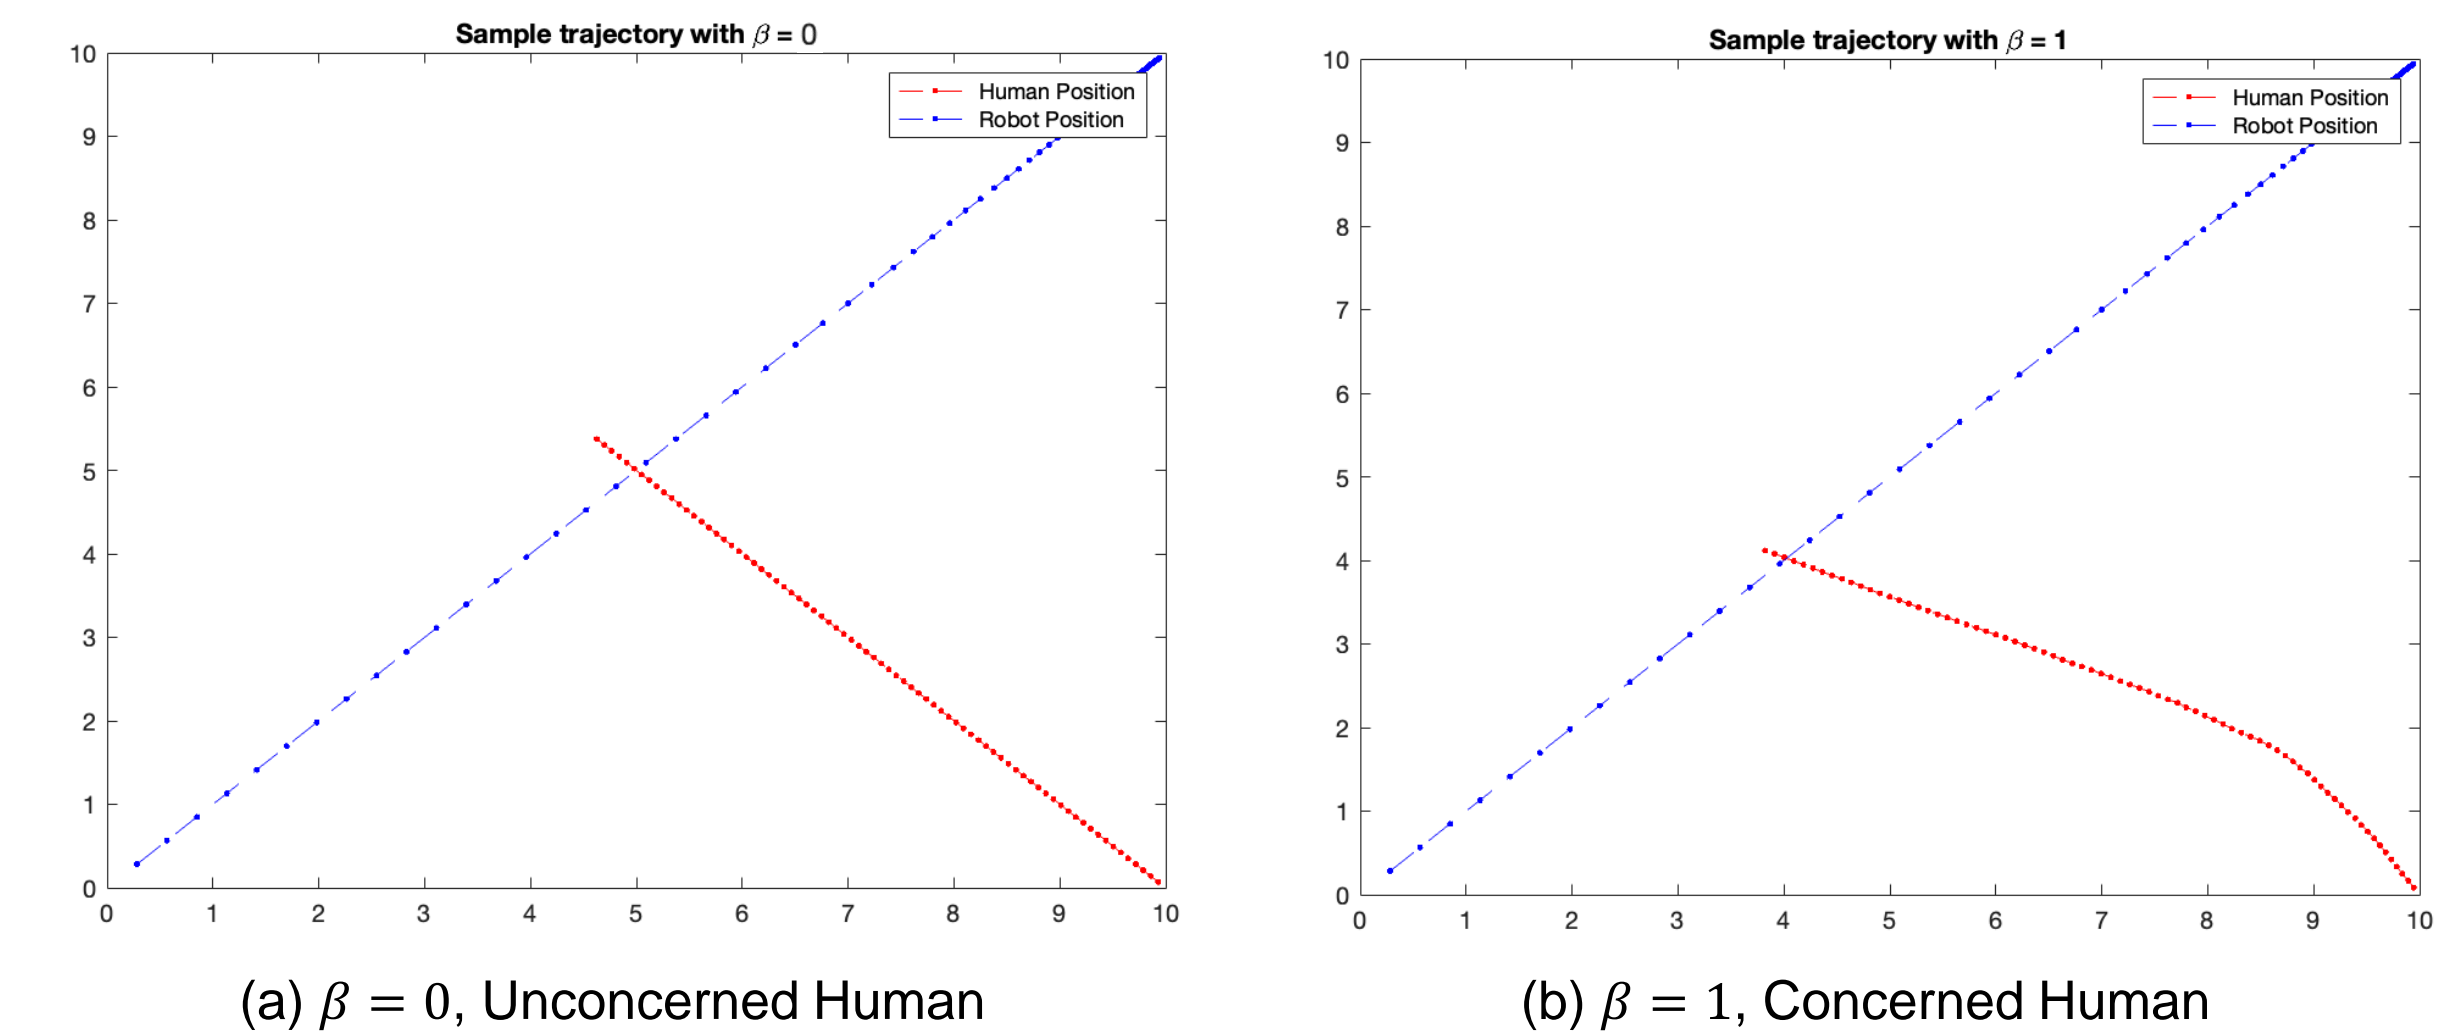 Sample trajectory with β = 0
10
9
8
7
6
5
4
3
2
1
0
0 1 2 3 4 5 6 7 8 9 10
Human Position
Robot Position
(a) β = 0, Unconcerned Human
Sample trajectory with β = 1
10
9
8
7
6
5
4
3
2
1
0
0 1 2 3 4 5 6 7 8 9 10
Human Position
Robot Position
(b) β = 1, Concerned Human